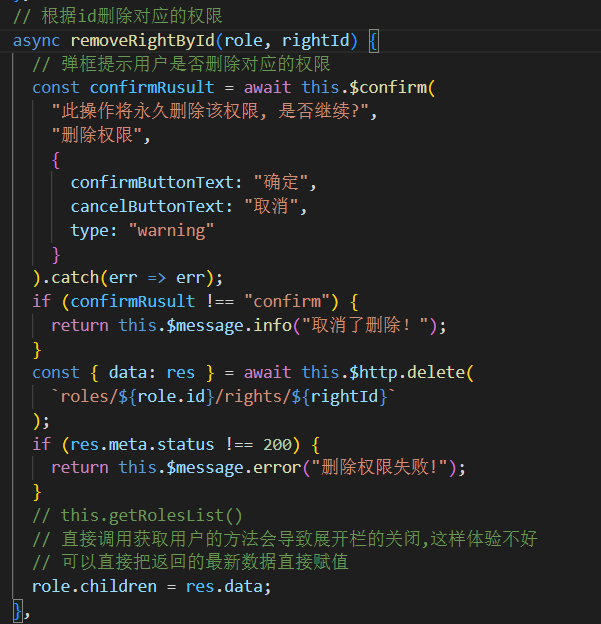 // 根据id删除对应的权限
async removeRightById(role, rightId) {
// 弹框提示用户是否删除对应的权限
const confirmRusult = await this.$confirm(
"此操作将永久删除该权限, 是否继续?",
"删除权限",
{
confirmButtonText: "确定",
cancelButtonText: "取消",
type: "warning"
}
).catch(err => err);
if (confirmRusult !== "confirm") {
return this.$message.info("取消了删除！");
}
const { data: res } = await this.$http.delete(
`roles/${role.id}/rights/${rightId}`
);
if (res.meta.status !== 200) {
return this.$message.error("删除权限失败!");
}
// this.getRolesList()
// 直接调用获取用户的方法会导致展开栏的关闭,这样体验不好
// 可以直接把返回的最新数据直接赋值
role.children = res.data;
},